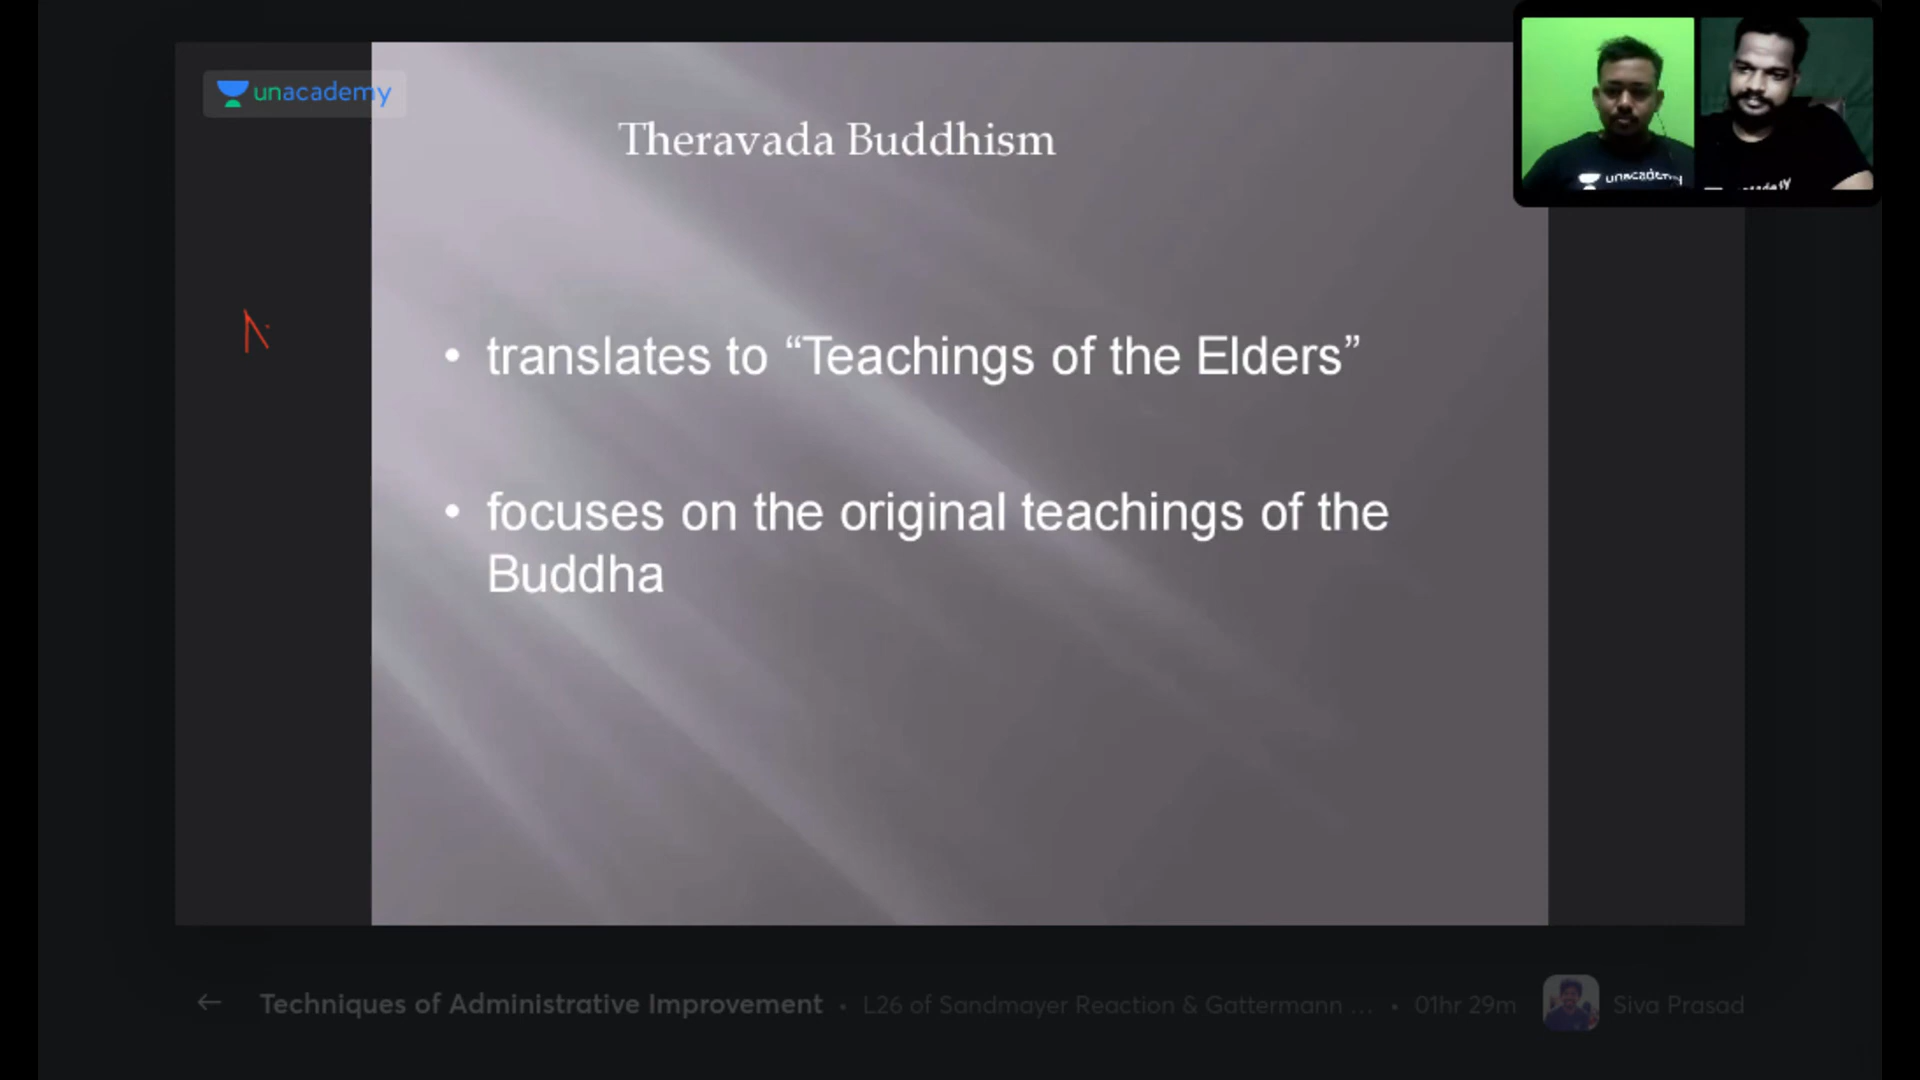 unacademy
Theravada Buddhism
unacademy
• translates to “Teachings of the Elders”
• focuses on the original teachings of the
Buddha
← Techniques of Administrative Improvement • L26 of Sandmayer Reaction & Gattermann ... • 01hr 29m Siva Prasad